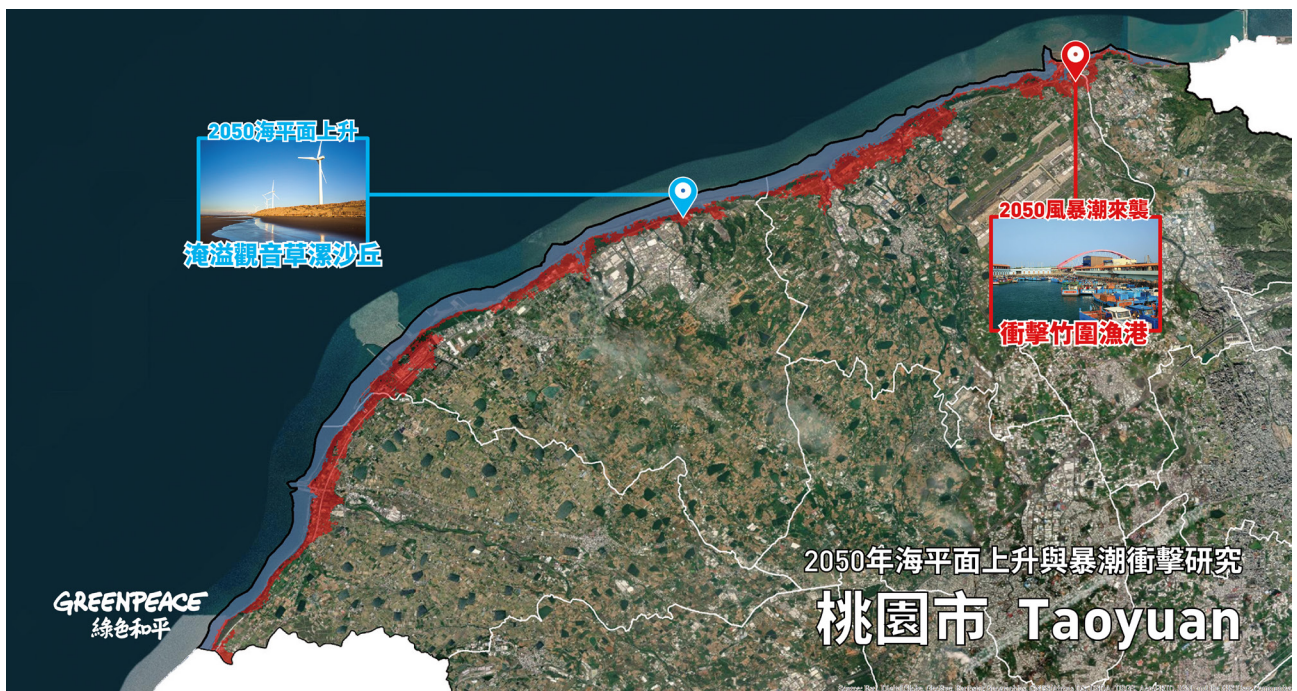 2050海平面上升
淹溢觀音草漯沙丘
2050風暴潮來襲
衝擊竹圍漁港
2050年海平面上升與暴潮衝擊研究
桃園市 Taoyuan
GREENPEACE
綠色和平